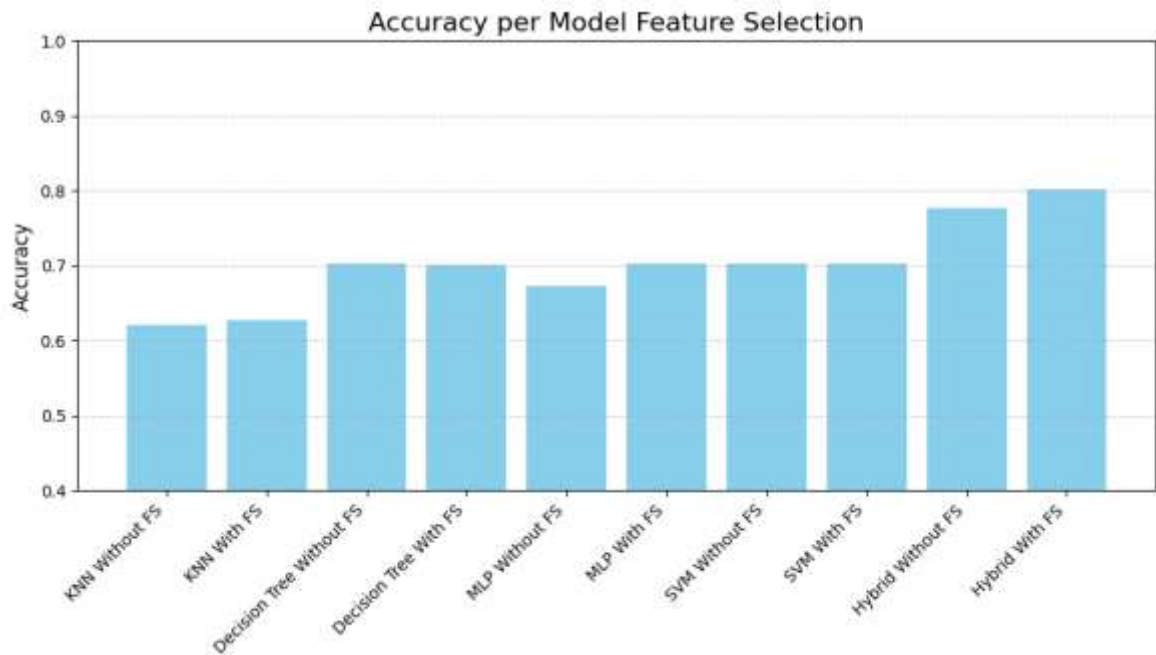 Accuracy per Model Feature Selection
Accuracy
1.0
0.9
0.8
0.7
0.6
0.5
0.4
KNN Without FS
KNN With FS
Decision Tree Without FS
Decision Tree With FS
MLP Without FS
MLP With FS
SVM Without FS
SVM With FS
Hybrid Without FS
Hybrid With FS